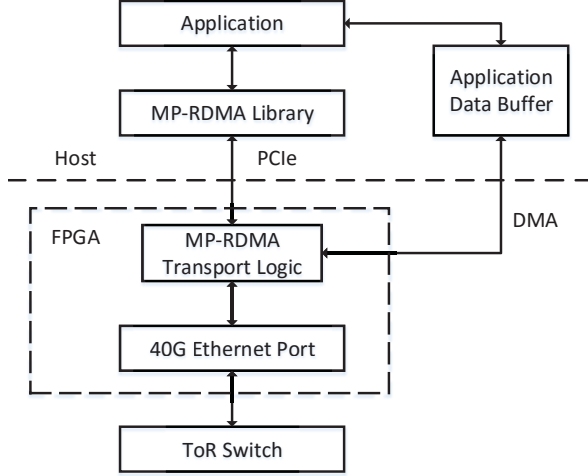 Application
Application
Data Buffer
MP-RDMA Library
Host
PCIe
DMA
FPGA
MP-RDMA
Transport Logic
40G Ethernet Port
ToR Switch